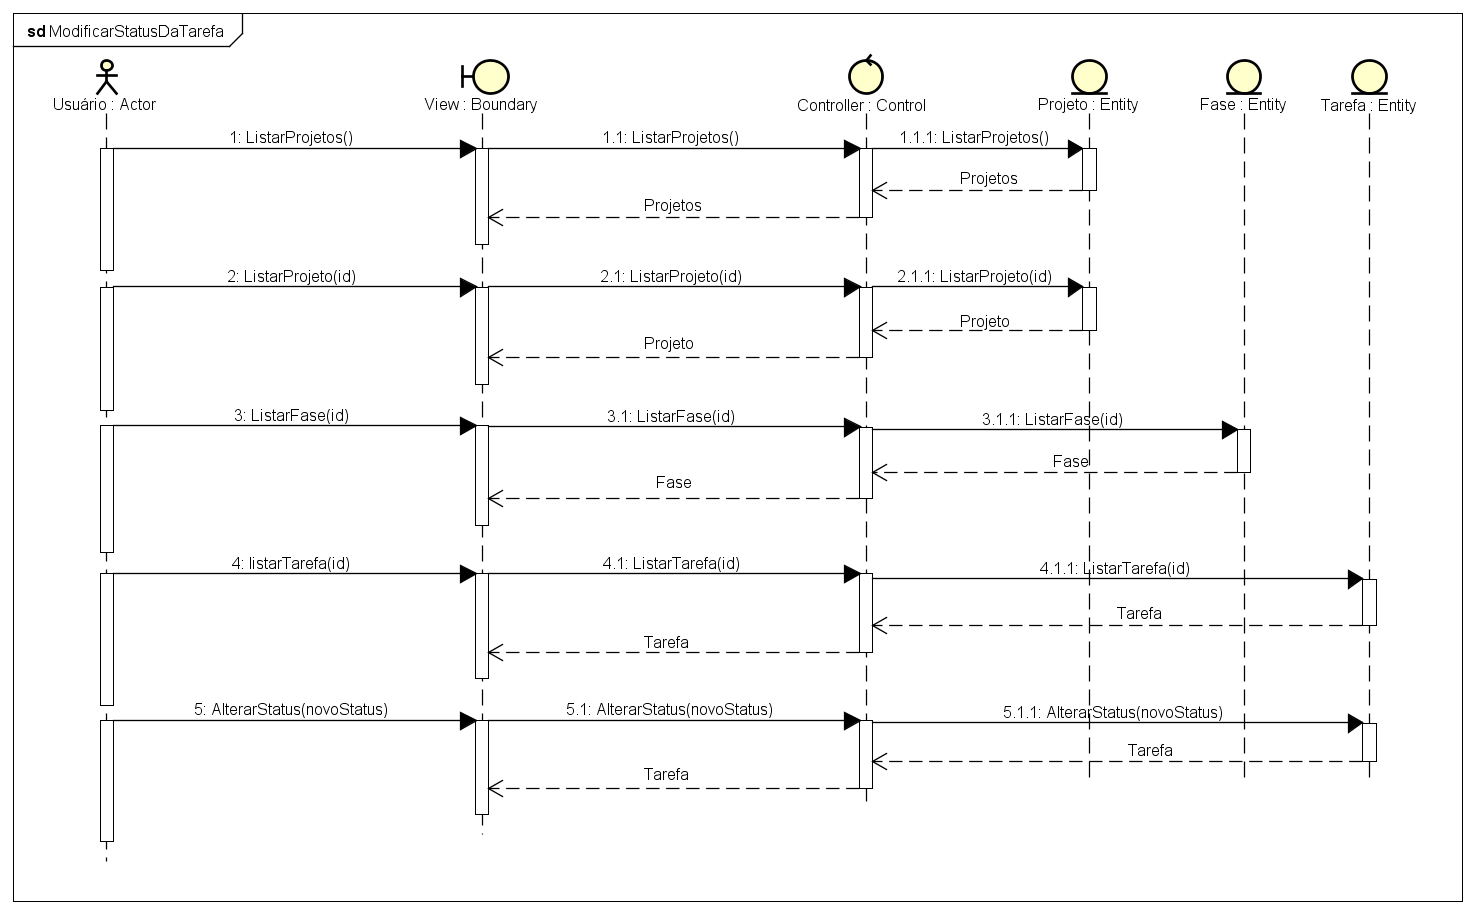 sd ModificarStatusDaTarefa
Usuário : Actor
View : Boundary
Controller : Control
Projeto : Entity
Fase : Entity
Tarefa : Entity
1: ListarProjetos()
1.1: ListarProjetos()
1.1.1: ListarProjetos()
Projetos
Projetos
2: ListarProjeto(id)
2.1: ListarProjeto(id)
2.1.1: ListarProjeto(id)
Projeto
Projeto
3: ListarFase(id)
3.1: ListarFase(id)
3.1.1: ListarFase(id)
Fase
Fase
4: listarTarefa(id)
4.1: ListarTarefa(id)
4.1.1: ListarTarefa(id)
Tarefa
Tarefa
5: AlterarStatus(novoStatus)
5.1: AlterarStatus(novoStatus)
5.1.1: AlterarStatus(novoStatus)
Tarefa
Tarefa